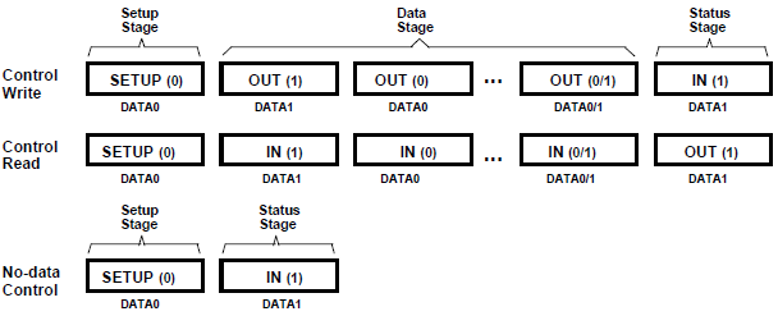 Setup
Stage
Data
Stage
Status
Stage
Control
Write
SETUP (0)
OUT (1)
OUT (0)
...
OUT (0/1)
IN (1)
DATA0
DATA1
DATA0
DATA0/1
DATA1
Control
Read
SETUP (0)
IN (1)
IN (0)
...
IN (0/1)
OUT (1)
DATA0
DATA1
DATA0
DATA0/1
DATA1
Setup
Stage
Status
Stage
No-data
Control
SETUP (0)
IN (1)
DATA0
DATA1